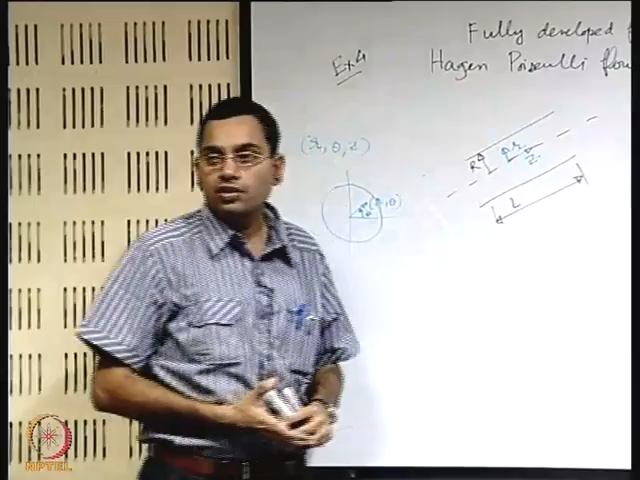 Fully developed
Ex 4
Hagen Poiseulli flow
(r, θ, z)
(r, θ)
R
r
z
L
NPTEL